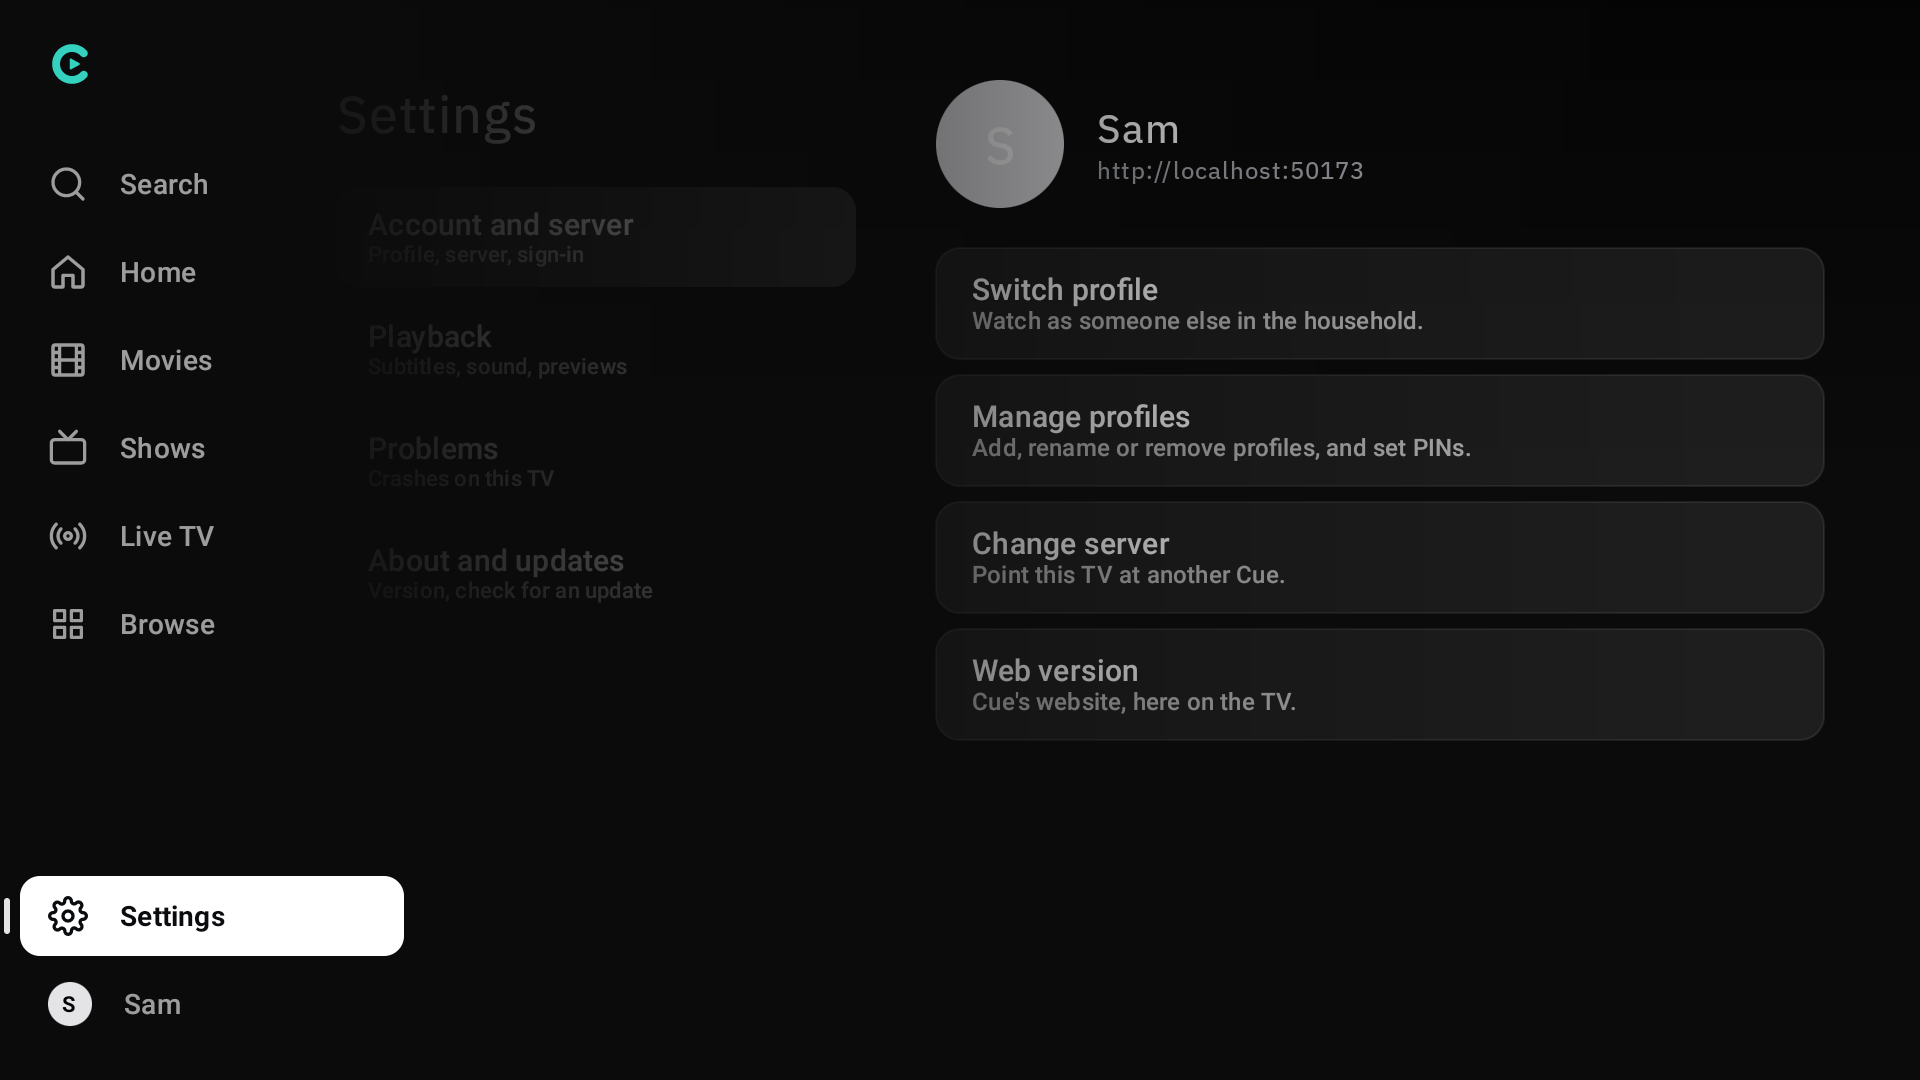 Search
Home
Movies
Shows
Live TV
Browse
Settings
S
Sam
Settings
Account and server
Profile, server, sign-in
Playback
Subtitles, sound, previews
Problems
Crashes on this TV
About and updates
Version, check for an update
S
Sam
http://localhost:50173
Switch profile
Watch as someone else in the household.
Manage profiles
Add, rename or remove profiles, and set PINs.
Change server
Point this TV at another Cue.
Web version
Cue's website, here on the TV.